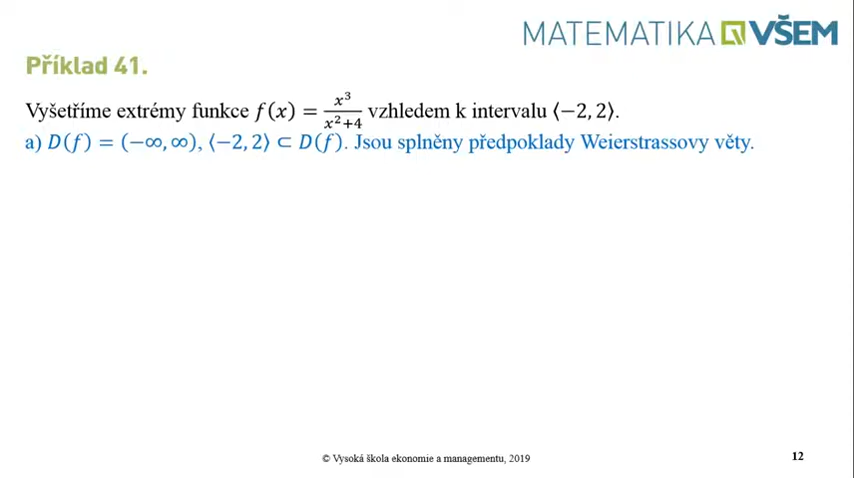 MATEMATIKA VŠEM
Příklad 41.
Vyšetříme extrémy funkce f(x) = x³/(x²+4) vzhledem k intervalu ⟨−2, 2⟩.
a) D(f) = (−∞, ∞), ⟨−2, 2⟩ ⊂ D(f). Jsou splněny předpoklady Weierstrassovy věty.
© Vysoká škola ekonomie a managementu, 2019
12